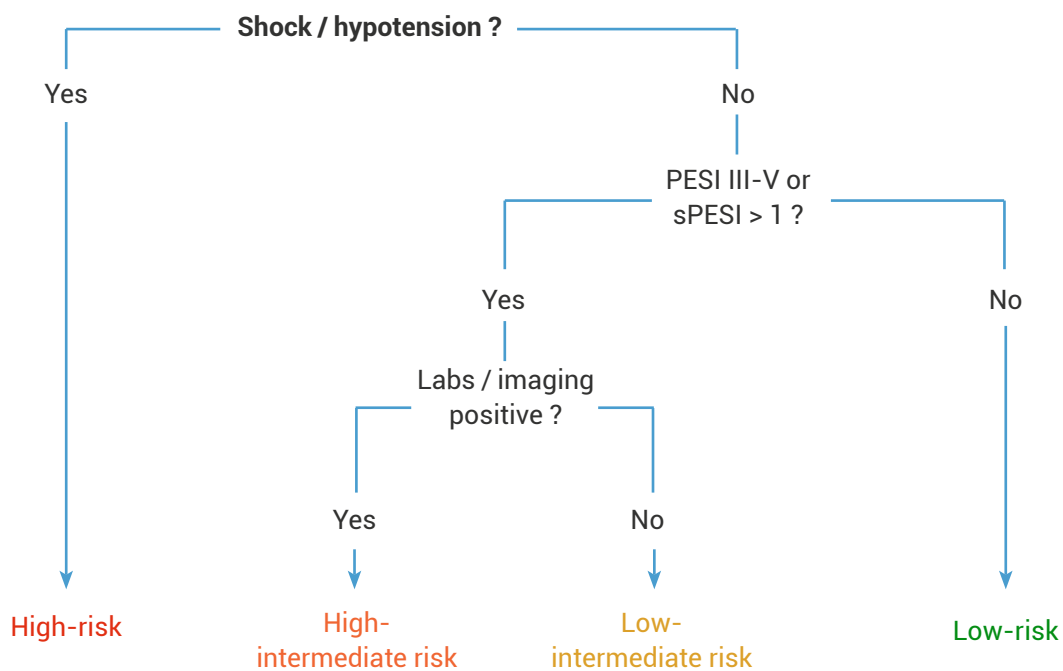 Shock / hypotension ?
Yes
No
PESI III-V or
sPESI > 1 ?
Yes
No
Labs / imaging
positive ?
Yes
No
High-risk
High-
intermediate risk
Low-
intermediate risk
Low-risk